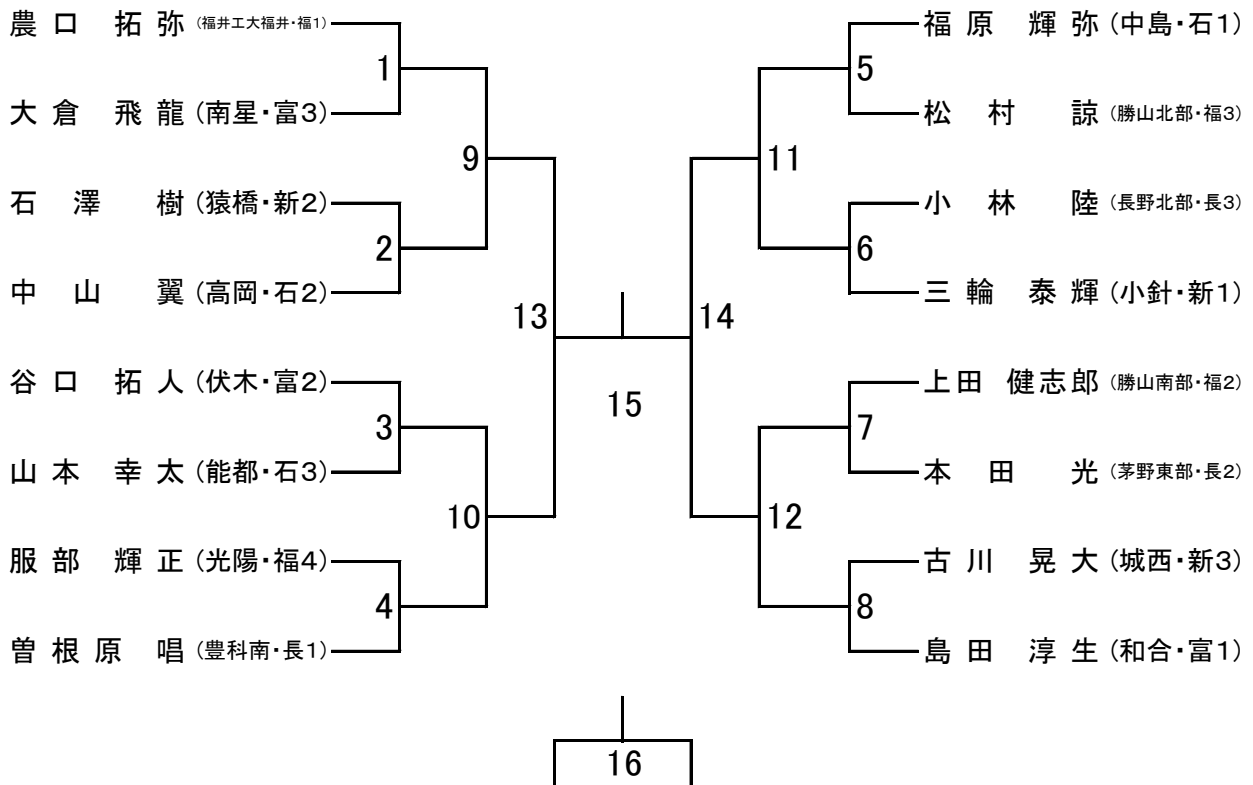 農口 拓弥 (福井工大福井・福1)
1
大倉 飛龍 (南星・富3)
9
石澤 樹 (猿橋・新2)
2
中山 翼 (高岡・石2)
13
谷口 拓人 (伏木・富2)
3
山本 幸太 (能都・石3)
10
服部 輝正 (光陽・福4)
4
曽根原 唱 (豊科南・長1)
15
福原 輝弥 (中島・石1)
5
松村 諒 (勝山北部・福3)
11
小林 陸 (長野北部・長3)
6
三輪 泰輝 (小針・新1)
14
上田 健志郎 (勝山南部・福2)
7
本田 光 (茅野東部・長2)
12
古川 晃大 (城西・新3)
8
島田 淳生 (和合・富1)
16